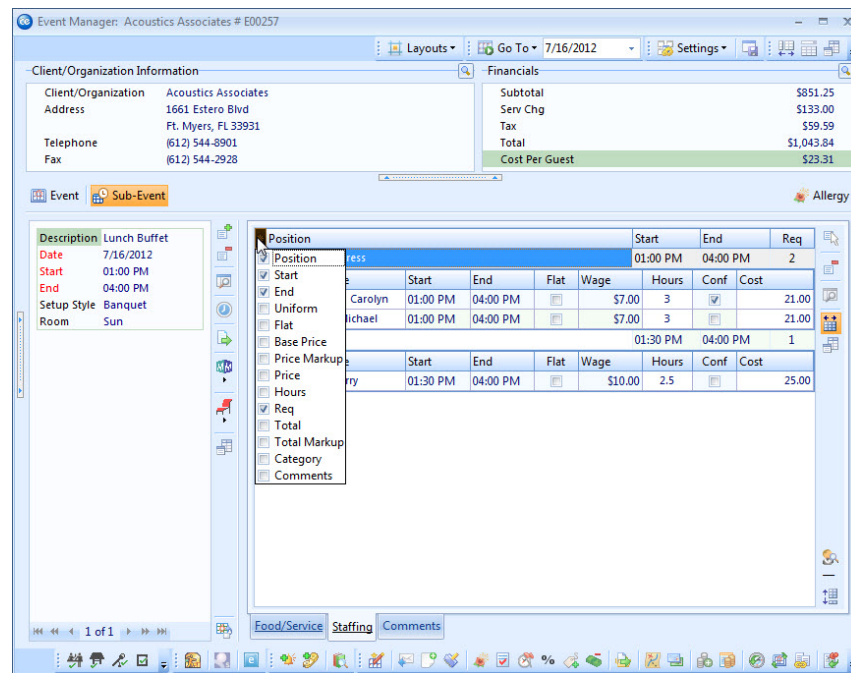 Event Manager: Acoustics Associates # E00257
Layouts Go To 7/16/2012 Settings
Client/Organization Information
Financials
Client/Organization Acoustics Associates
Address 1661 Estero Blvd
Ft. Myers, FL 33931
Telephone (612) 544-8901
Fax (612) 544-2928
Subtotal $851.25
Serv Chg $133.00
Tax $59.59
Total $1,043.84
Cost Per Guest $23.31
Event Sub-Event Allergy
Description Lunch Buffet
Date 7/16/2012
Start 01:00 PM
End 04:00 PM
Setup Style Banquet
Room Sun
Position Start End Req
ress 01:00 PM 04:00 PM 2
Start End Flat Wage Hours Conf Cost
Carolyn 01:00 PM 04:00 PM $7.00 3 21.00
ichael 01:00 PM 04:00 PM $7.00 3 21.00
01:30 PM 04:00 PM 1
Start End Flat Wage Hours Conf Cost
rry 01:30 PM 04:00 PM $10.00 2.5 25.00
Position
Start
End
Uniform
Flat
Base Price
Price Markup
Price
Hours
Req
Total
Total Markup
Category
Comments
1 of 1
Food/Service Staffing Comments